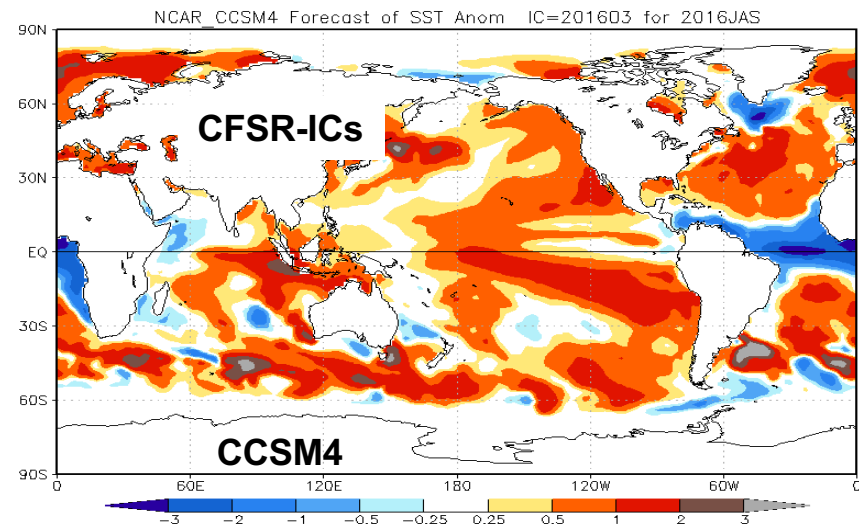 NCAR_CCSM4 Forecast of SST Anom IC=201603 for 2016JAS
90N
60N
CFSR-ICs
30N
EQ
30S
60S
CCSM4
90S
0 60E 120E 180 120W 60W 0
-3 -2 -1 -0.5 -0.25 0.25 0.5 1 2 3